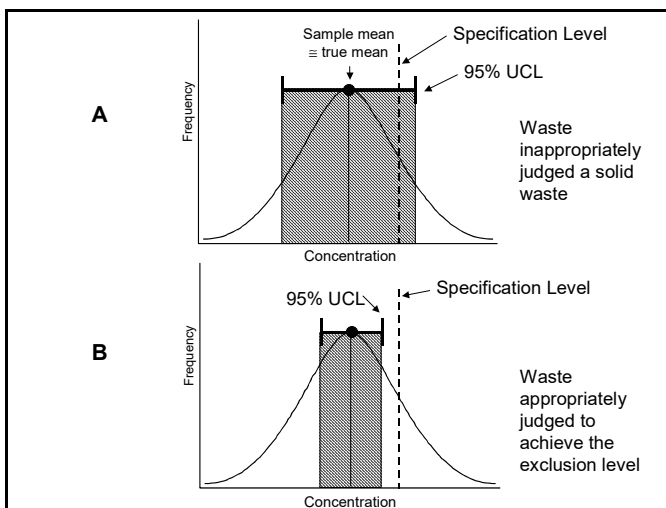 Sample mean
≅ true mean
Specification Level
95% UCL
A
Frequency
Waste
inappropriately
judged a solid
waste
Concentration
95% UCL
Specification Level
B
Frequency
Waste
appropriately
judged to
achieve the
exclusion level
Concentration